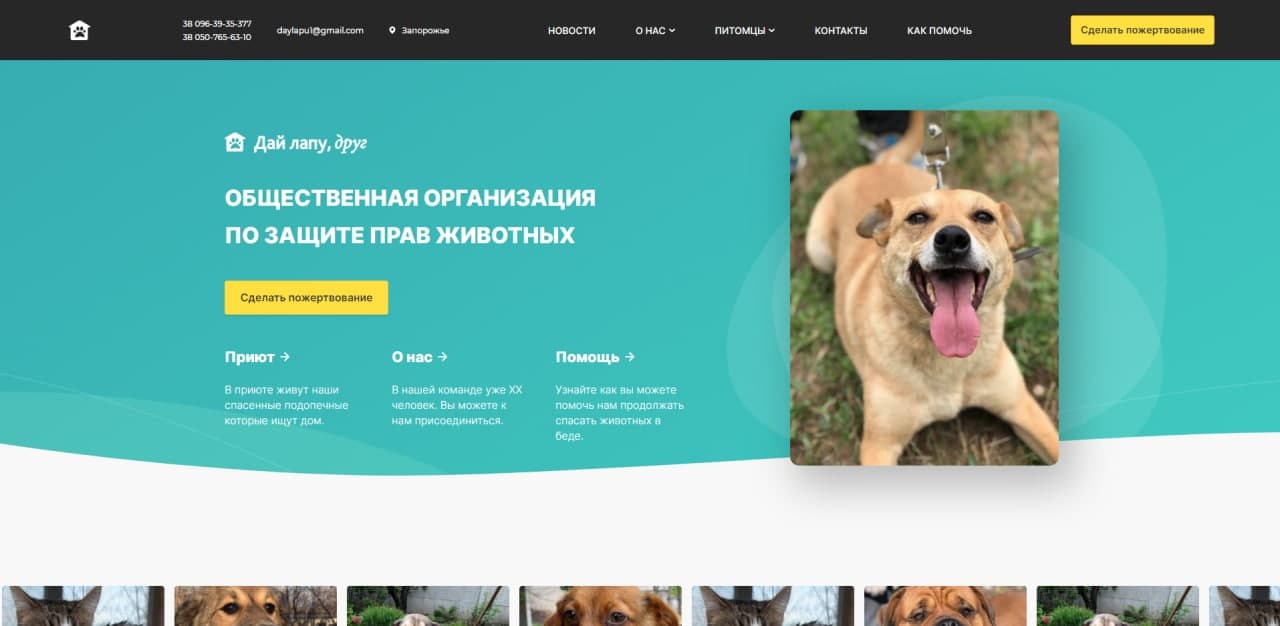 38 096-39-35-377
38 050-765-63-10
daylapu1@gmail.com
Запорожье
НОВОСТИ
О НАС
ПИТОМЦЫ
КОНТАКТЫ
КАК ПОМОЧЬ
Сделать пожертвование
Дай лапу, друг
ОБЩЕСТВЕННАЯ ОРГАНИЗАЦИЯ
ПО ЗАЩИТЕ ПРАВ ЖИВОТНЫХ
Сделать пожертвование
Приют →
В приюте живут наши
спасенные подопечные
которые ищут дом.
О нас →
В нашей команде уже XX
человек. Вы можете к
нам присоединиться.
Помощь →
Узнайте как вы можете
помочь нам продолжать
спасать животных в
беде.